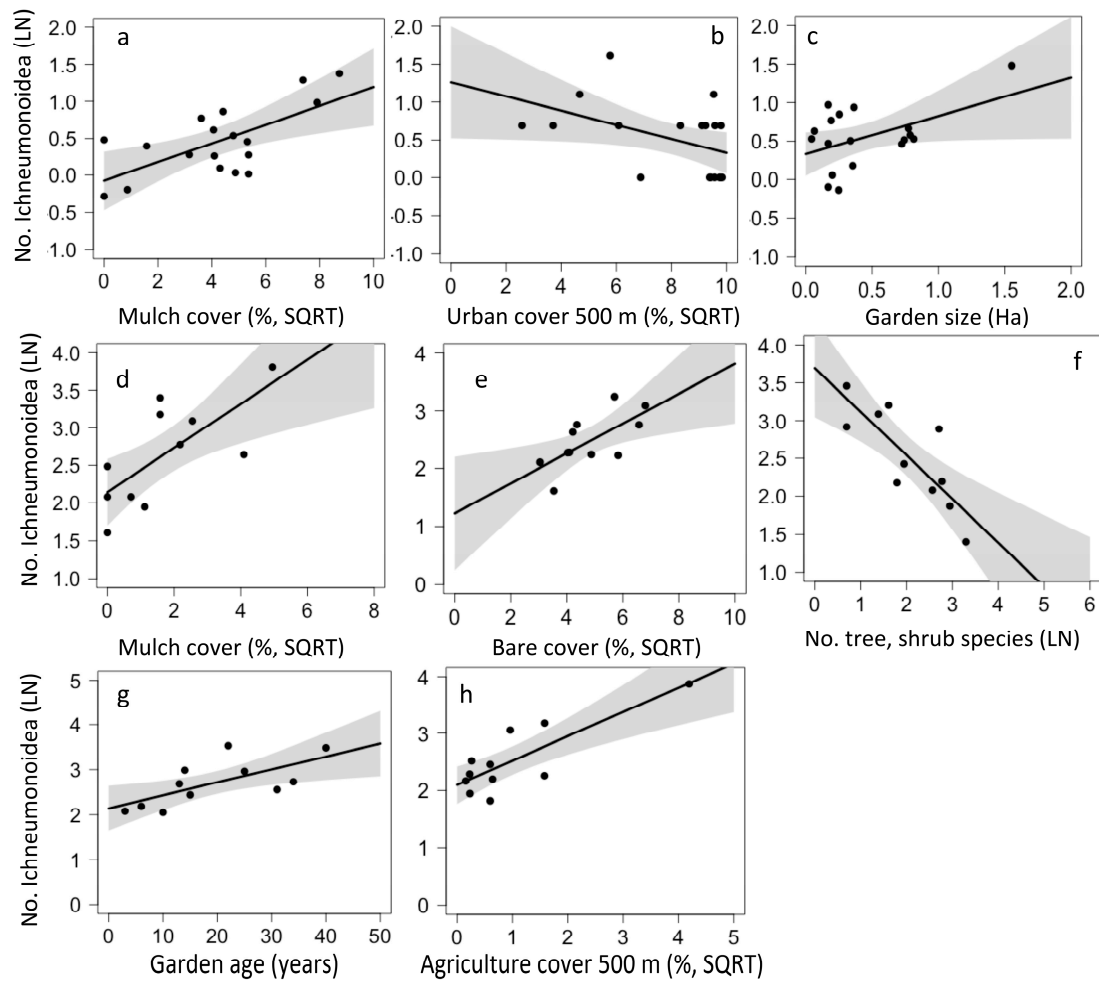 a
No. Ichneumonoidea (LN)
2.0
1.5
1.0
0.5
0.0
0.5
1.0
0 2 4 6 8 10
Mulch cover (%, SQRT)
b
2.0
1.5
1.0
0.5
0.0
-0.5
-1.0
0 2 4 6 8 10
Urban cover 500 m (%, SQRT)
c
2.0
1.5
1.0
0.5
0.0
-0.5
-1.0
0.0 0.5 1.0 1.5 2.0
Garden size (Ha)
d
No. Ichneumonoidea (LN)
4.0
3.5
3.0
2.5
2.0
1.5
1.0
0 2 4 6 8
Mulch cover (%, SQRT)
e
4
3
2
1
0
0 2 4 6 8 10
Bare cover (%, SQRT)
f
4.0
3.5
3.0
2.5
2.0
1.5
1.0
0 1 2 3 4 5 6
No. tree, shrub species (LN)
g
No. Ichneumonoidea (LN)
5
4
3
2
1
0
0 10 20 30 40 50
Garden age (years)
h
4
3
2
1
0
0 1 2 3 4 5
Agriculture cover 500 m (%, SQRT)